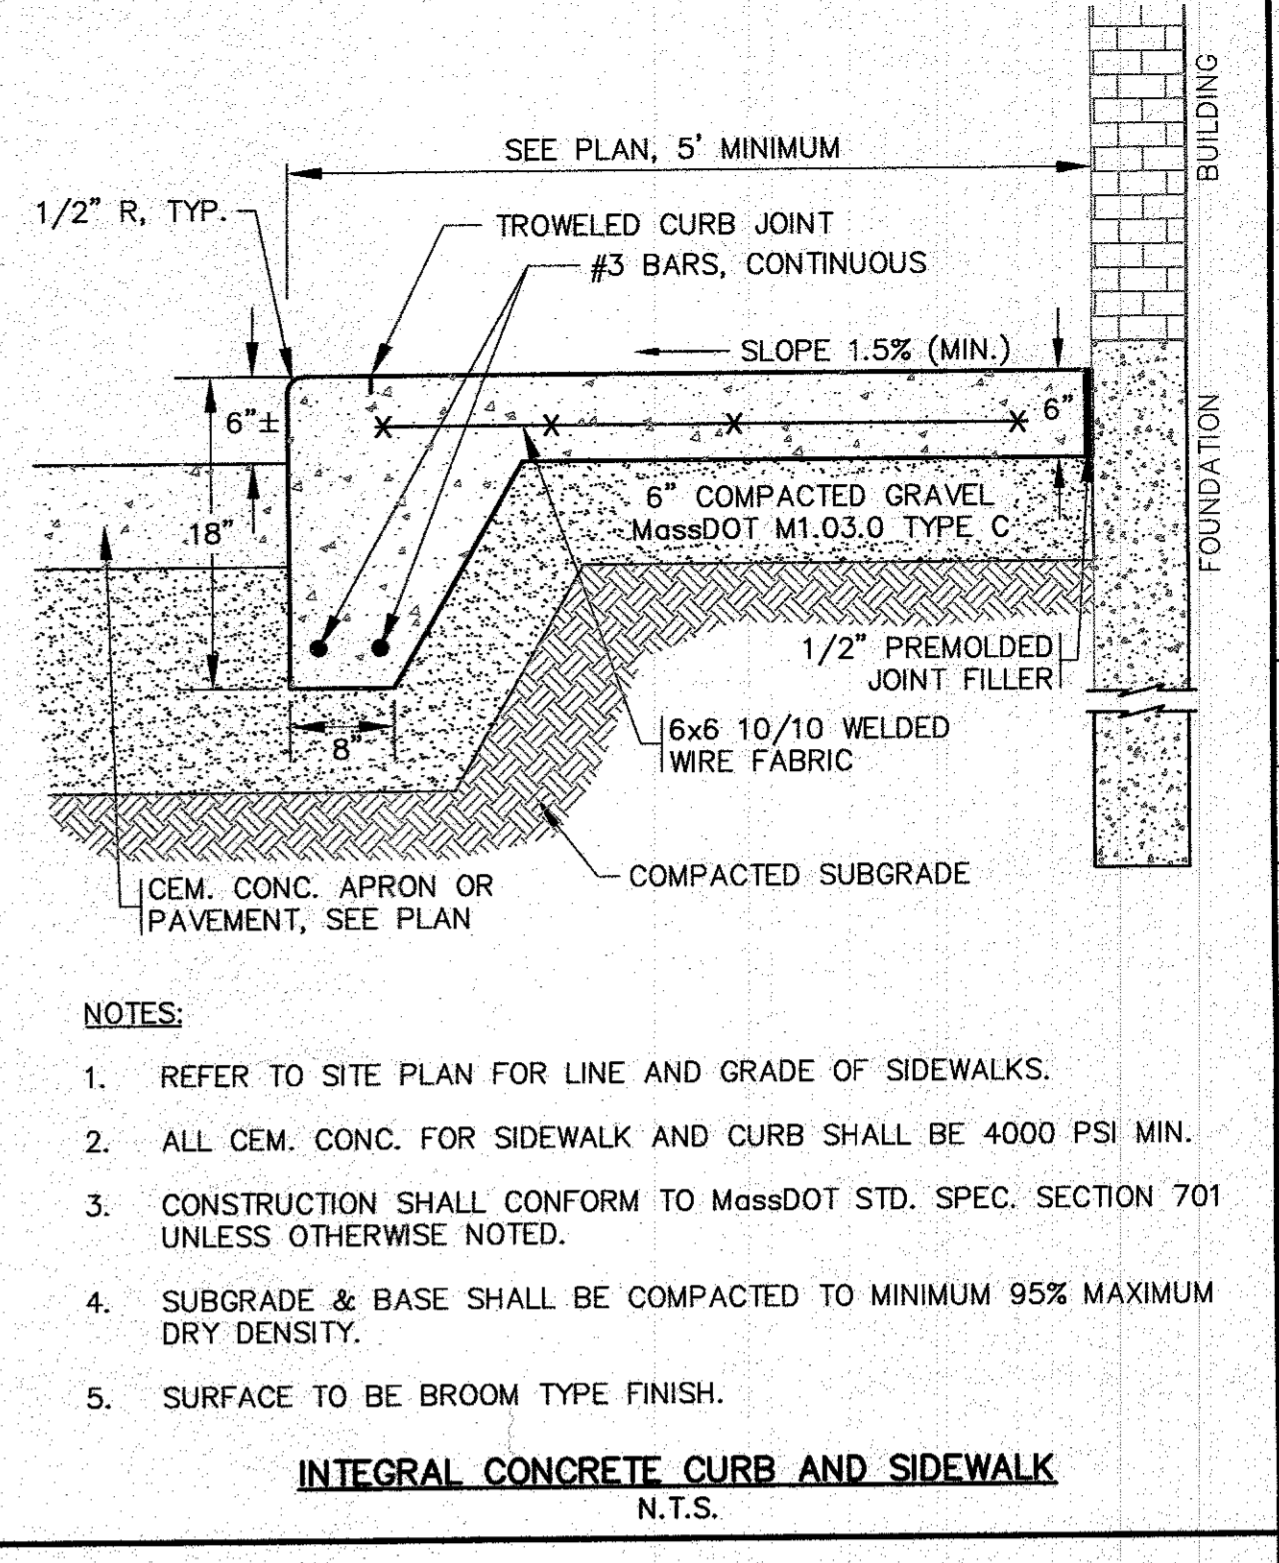 BUILDING
SEE PLAN, 5' MINIMUM
1/2" R, TYP.
TROWELED CURB JOINT
#3 BARS, CONTINUOUS
SLOPE 1.5% (MIN.)
6"±
6"
FOUNDATION
6" COMPACTED GRAVEL
MassDOT M1.03.0 TYPE C
18"
1/2" PREMOLDED
JOINT FILLER
8"
6x6 10/10 WELDED
WIRE FABRIC
COMPACTED SUBGRADE
CEM. CONC. APRON OR
PAVEMENT, SEE PLAN
NOTES:
1. REFER TO SITE PLAN FOR LINE AND GRADE OF SIDEWALKS.
2. ALL CEM. CONC. FOR SIDEWALK AND CURB SHALL BE 4000 PSI MIN.
3. CONSTRUCTION SHALL CONFORM TO MassDOT STD. SPEC. SECTION 701
UNLESS OTHERWISE NOTED.
4. SUBGRADE & BASE SHALL BE COMPACTED TO MINIMUM 95% MAXIMUM
DRY DENSITY.
5. SURFACE TO BE BROOM TYPE FINISH.
INTEGRAL CONCRETE CURB AND SIDEWALK
N.T.S.